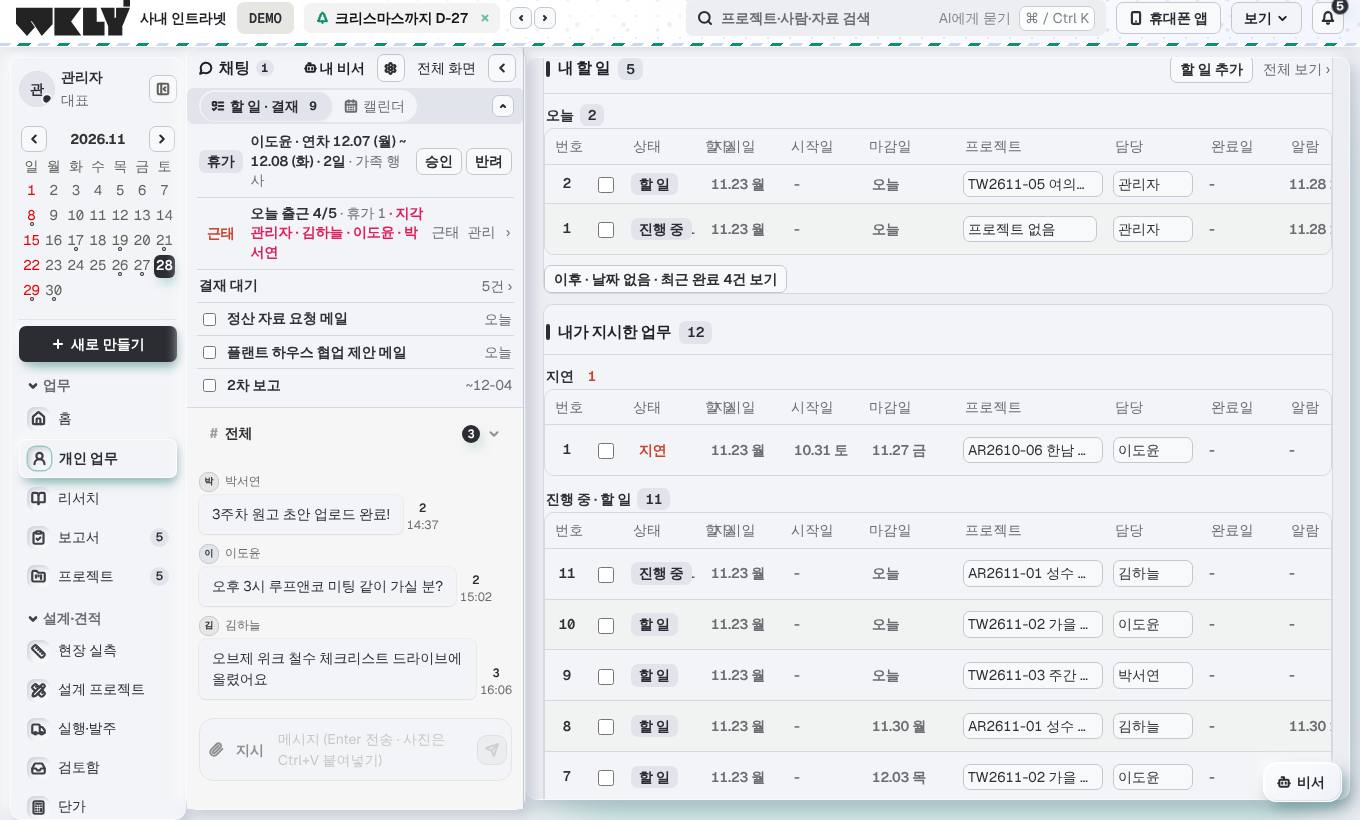 WKLY 사내 인트라넷 DEMO 크리스마스까지 D-27 × 프로젝트·사람·자료 검색 AI에게 묻기 ⌘ / Ctrl K 휴대폰 앱 보기 5
관 관리자
대표
2026.11
일 월 화 수 목 금 토
1 2 3 4 5 6 7
8 9 10 11 12 13 14
15 16 17 18 19 20 21
22 23 24 25 26 27 28
29 30
+ 새로 만들기
업무
홈
개인 업무
리서치
보고서 5
프로젝트 5
설계·견적
현장 실측
설계 프로젝트
실행·발주
검토함
단가
채팅 1 내 비서 전체 화면
할 일·결재 9 캘린더
휴가 이도윤 · 연차 12.07 (월) ~
12.08 (화) · 2일 · 가족 행
사
승인 반려
근태 오늘 출근 4/5 · 휴가 1 · 지각
관리자 · 김하늘 · 이도윤 · 박
서연
근태 관리 ›
결재 대기 5건 ›
정산 자료 요청 메일 오늘
플랜트 하우스 협업 제안 메일 오늘
2차 보고 ~12-04
# 전체 3
박 박서연
3주차 원고 초안 업로드 완료! 2
14:37
이 이도윤
오후 3시 루프앤코 미팅 같이 가실 분? 2
15:02
김 김하늘
오브제 위크 철수 체크리스트 드라이브에
올렸어요 3
16:06
지시 메시지 (Enter 전송 · 사진은
Ctrl+V 붙여넣기)
내 할 일 5 할 일 추가 전체 보기 ›
오늘 2
번호 상태 시작일 마감일 프로젝트 담당 완료일 알람
2 할 일 11.23 월 - 오늘 TW2611-05 여의… 관리자 - 11.28
1 진행 중 11.23 월 - 오늘 프로젝트 없음 관리자 - 11.28
이후 · 날짜 없음 · 최근 완료 4건 보기
내가 지시한 업무 12
지연 1
번호 상태 시작일 마감일 프로젝트 담당 완료일 알람
1 지연 11.23 월 10.31 토 11.27 금 AR2610-06 한남 … 이도윤 - -
진행 중 · 할 일 11
번호 상태 시작일 마감일 프로젝트 담당 완료일 알람
11 진행 중 11.23 월 - 오늘 AR2611-01 성수 … 김하늘 - -
10 할 일 11.23 월 - 오늘 TW2611-02 가을 … 이도윤 - -
9 할 일 11.23 월 - 오늘 TW2611-03 주간 … 박서연 - -
8 할 일 11.23 월 - 11.30 월 AR2611-01 성수 … 김하늘 - 11.30
7 할 일 11.23 월 - 12.03 목 TW2611-02 가을 … 이도윤 -
비서